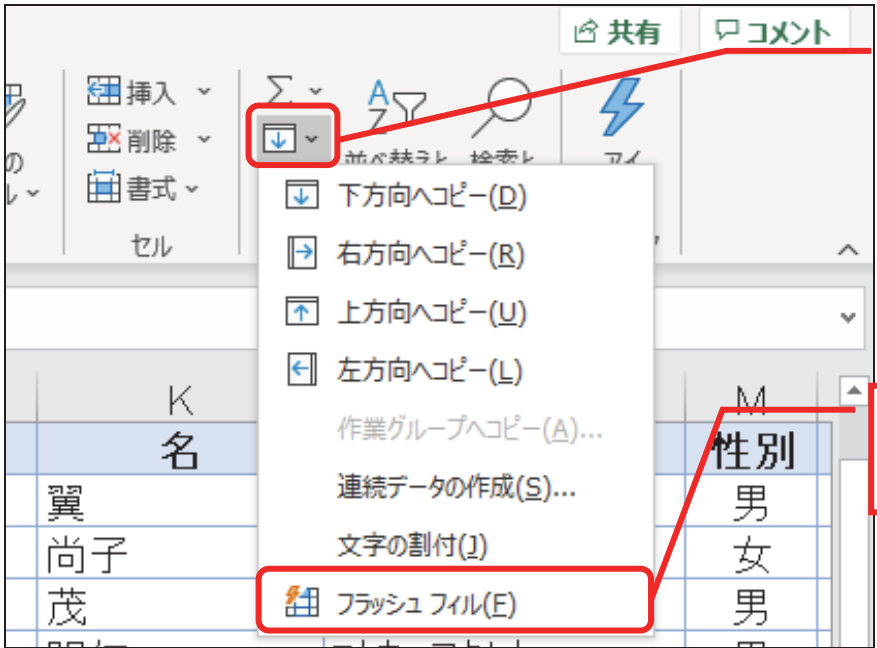 共有
コメント
挿入
削除
書式
セル
の
下方向へコピー(D)
右方向へコピー(R)
上方向へコピー(U)
左方向へコピー(L)
作業グループへコピー(A)...
連続データの作成(S)...
文字の割付(J)
フラッシュ フィル(F)
K
M
名
性別
翼
男
尚子
女
茂
男